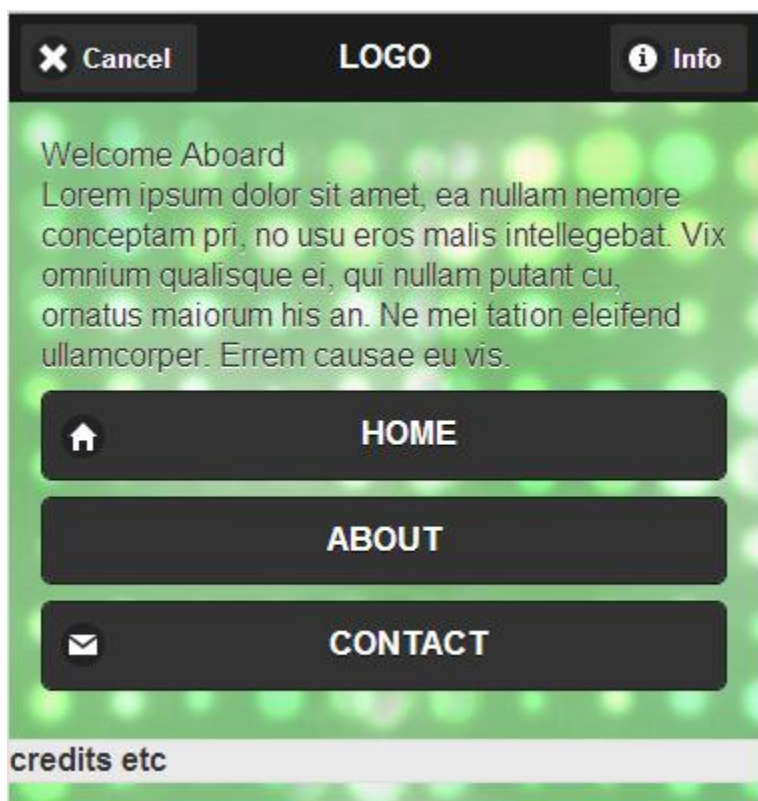 Cancel LOGO Info
Welcome Aboard
Lorem ipsum dolor sit amet, ea nullam nemore
conceptam pri, no usu eros malis intellegebat. Vix
omnium qualisque ei, qui nullam putant cu,
ornatus maiorum his an. Ne mei tation eleifend
ullamcorper. Errem causae eu vis.
HOME
ABOUT
CONTACT
credits etc